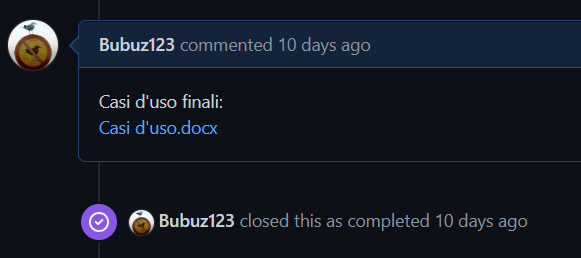 Bubuz123 commented 10 days ago
Casi d'uso finali:
Casi d'uso.docx
Bubuz123 closed this as completed 10 days ago